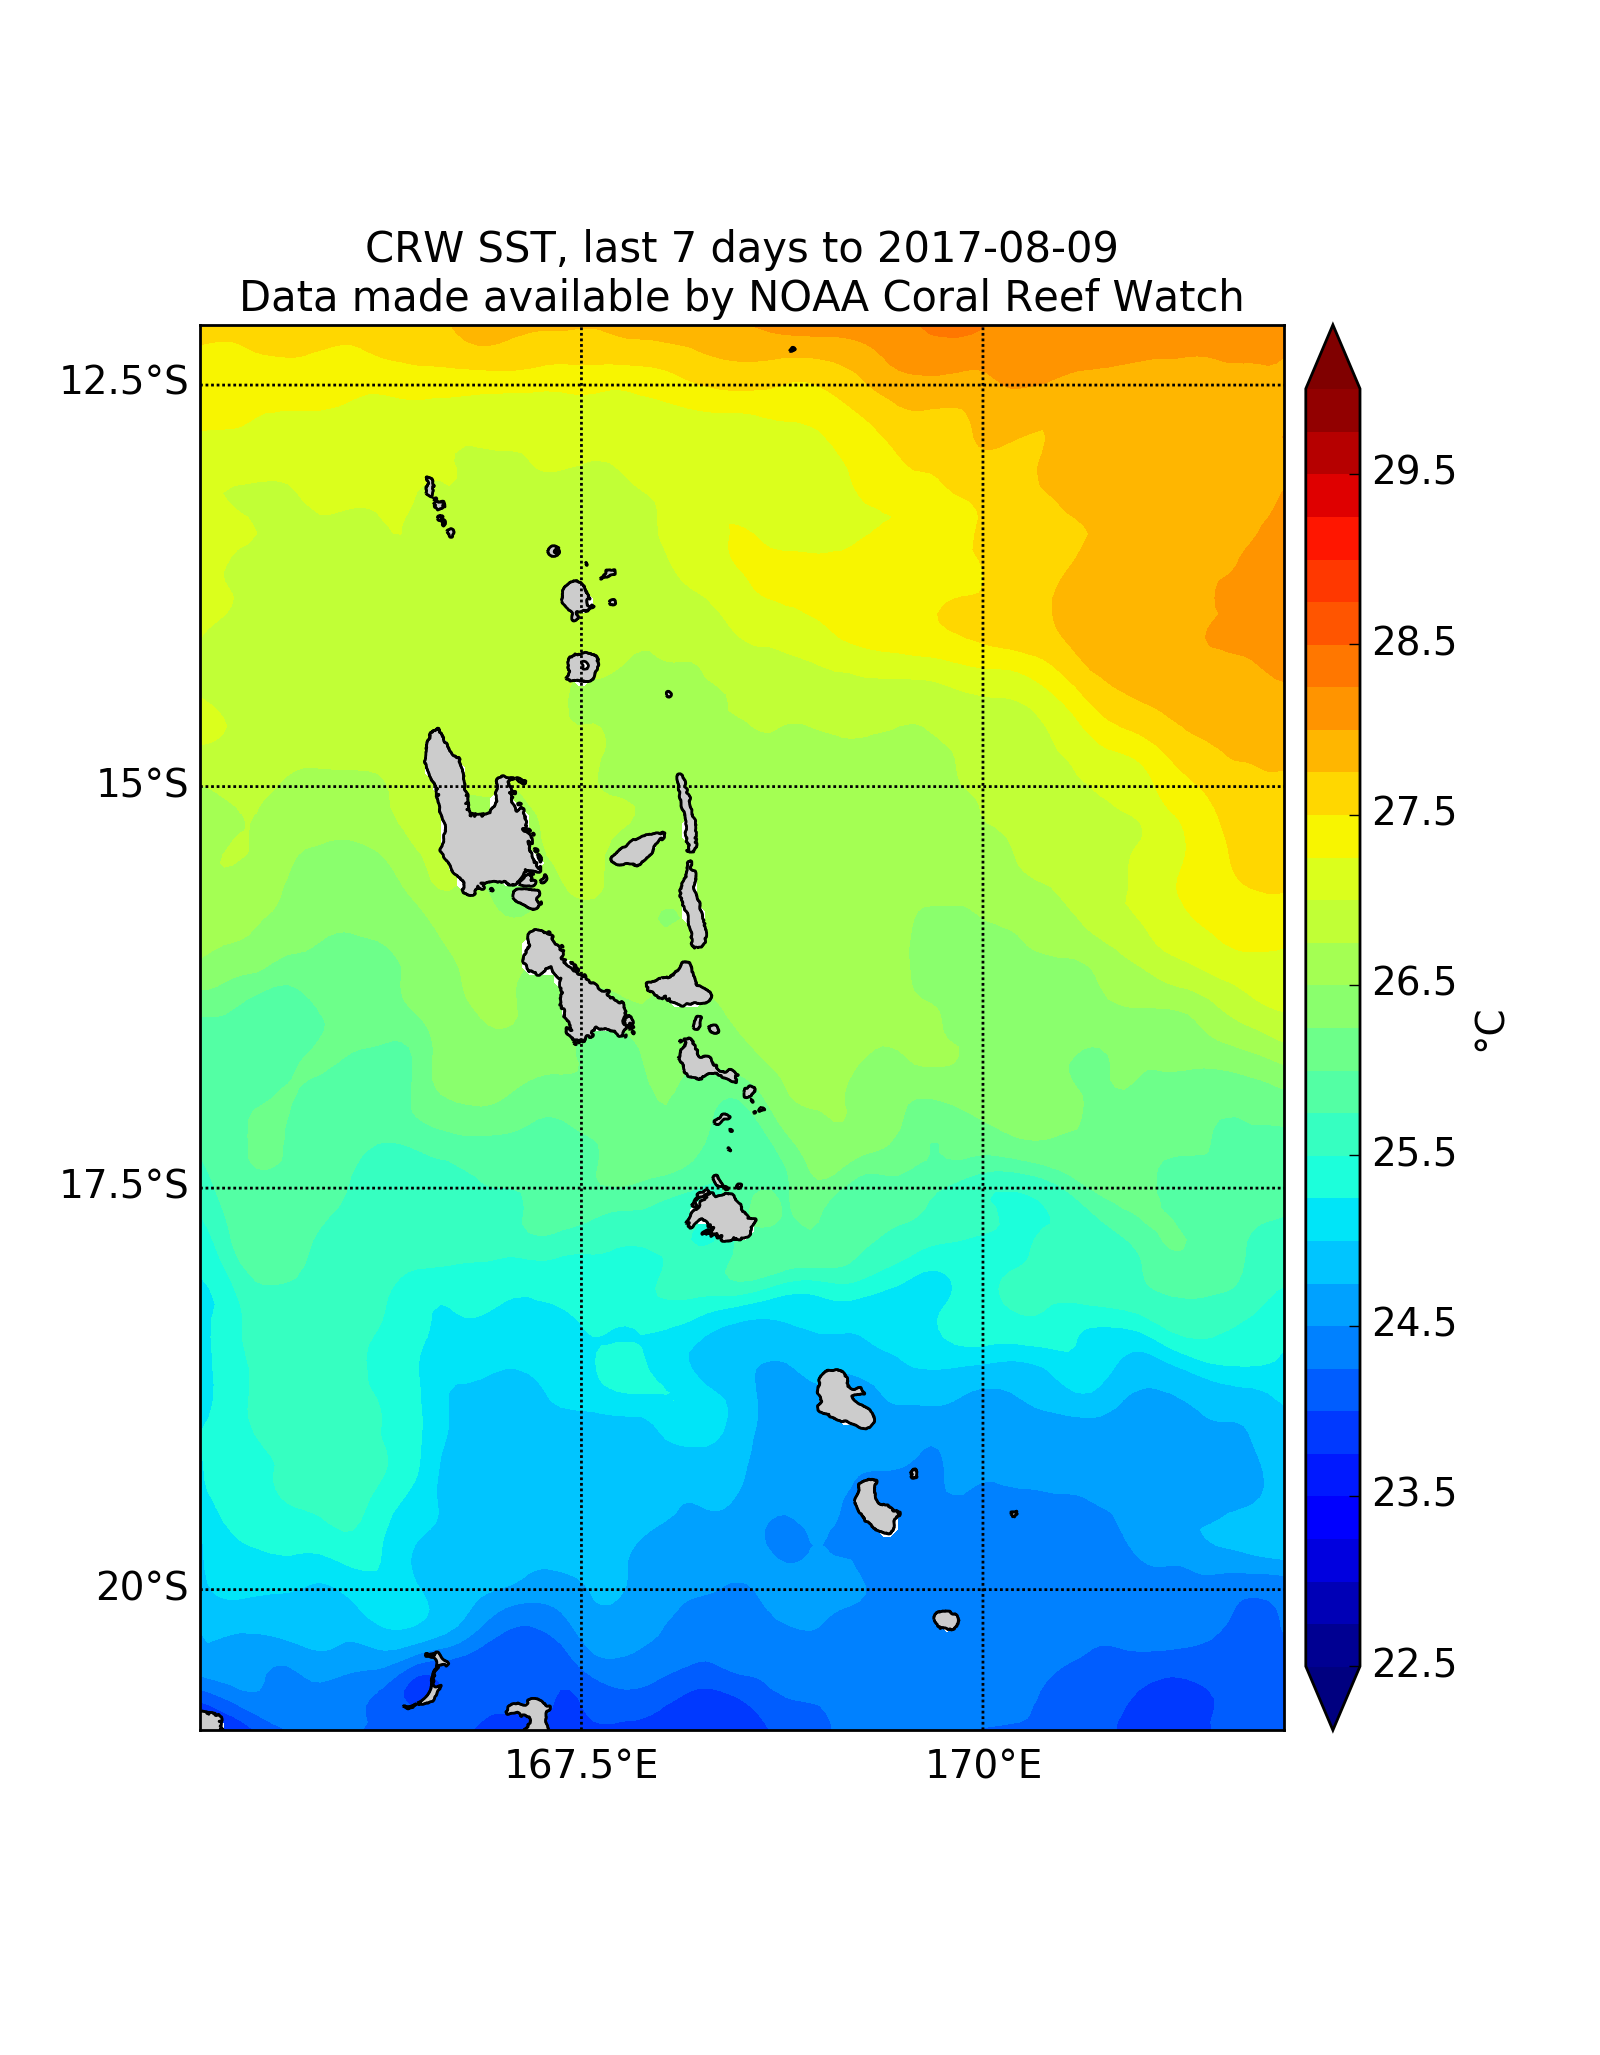 CRW SST, last 7 days to 2017-08-09
Data made available by NOAA Coral Reef Watch
12.5°S
15°S
17.5°S
20°S
167.5°E
170°E
29.5
28.5
27.5
26.5
25.5
24.5
23.5
22.5
°C